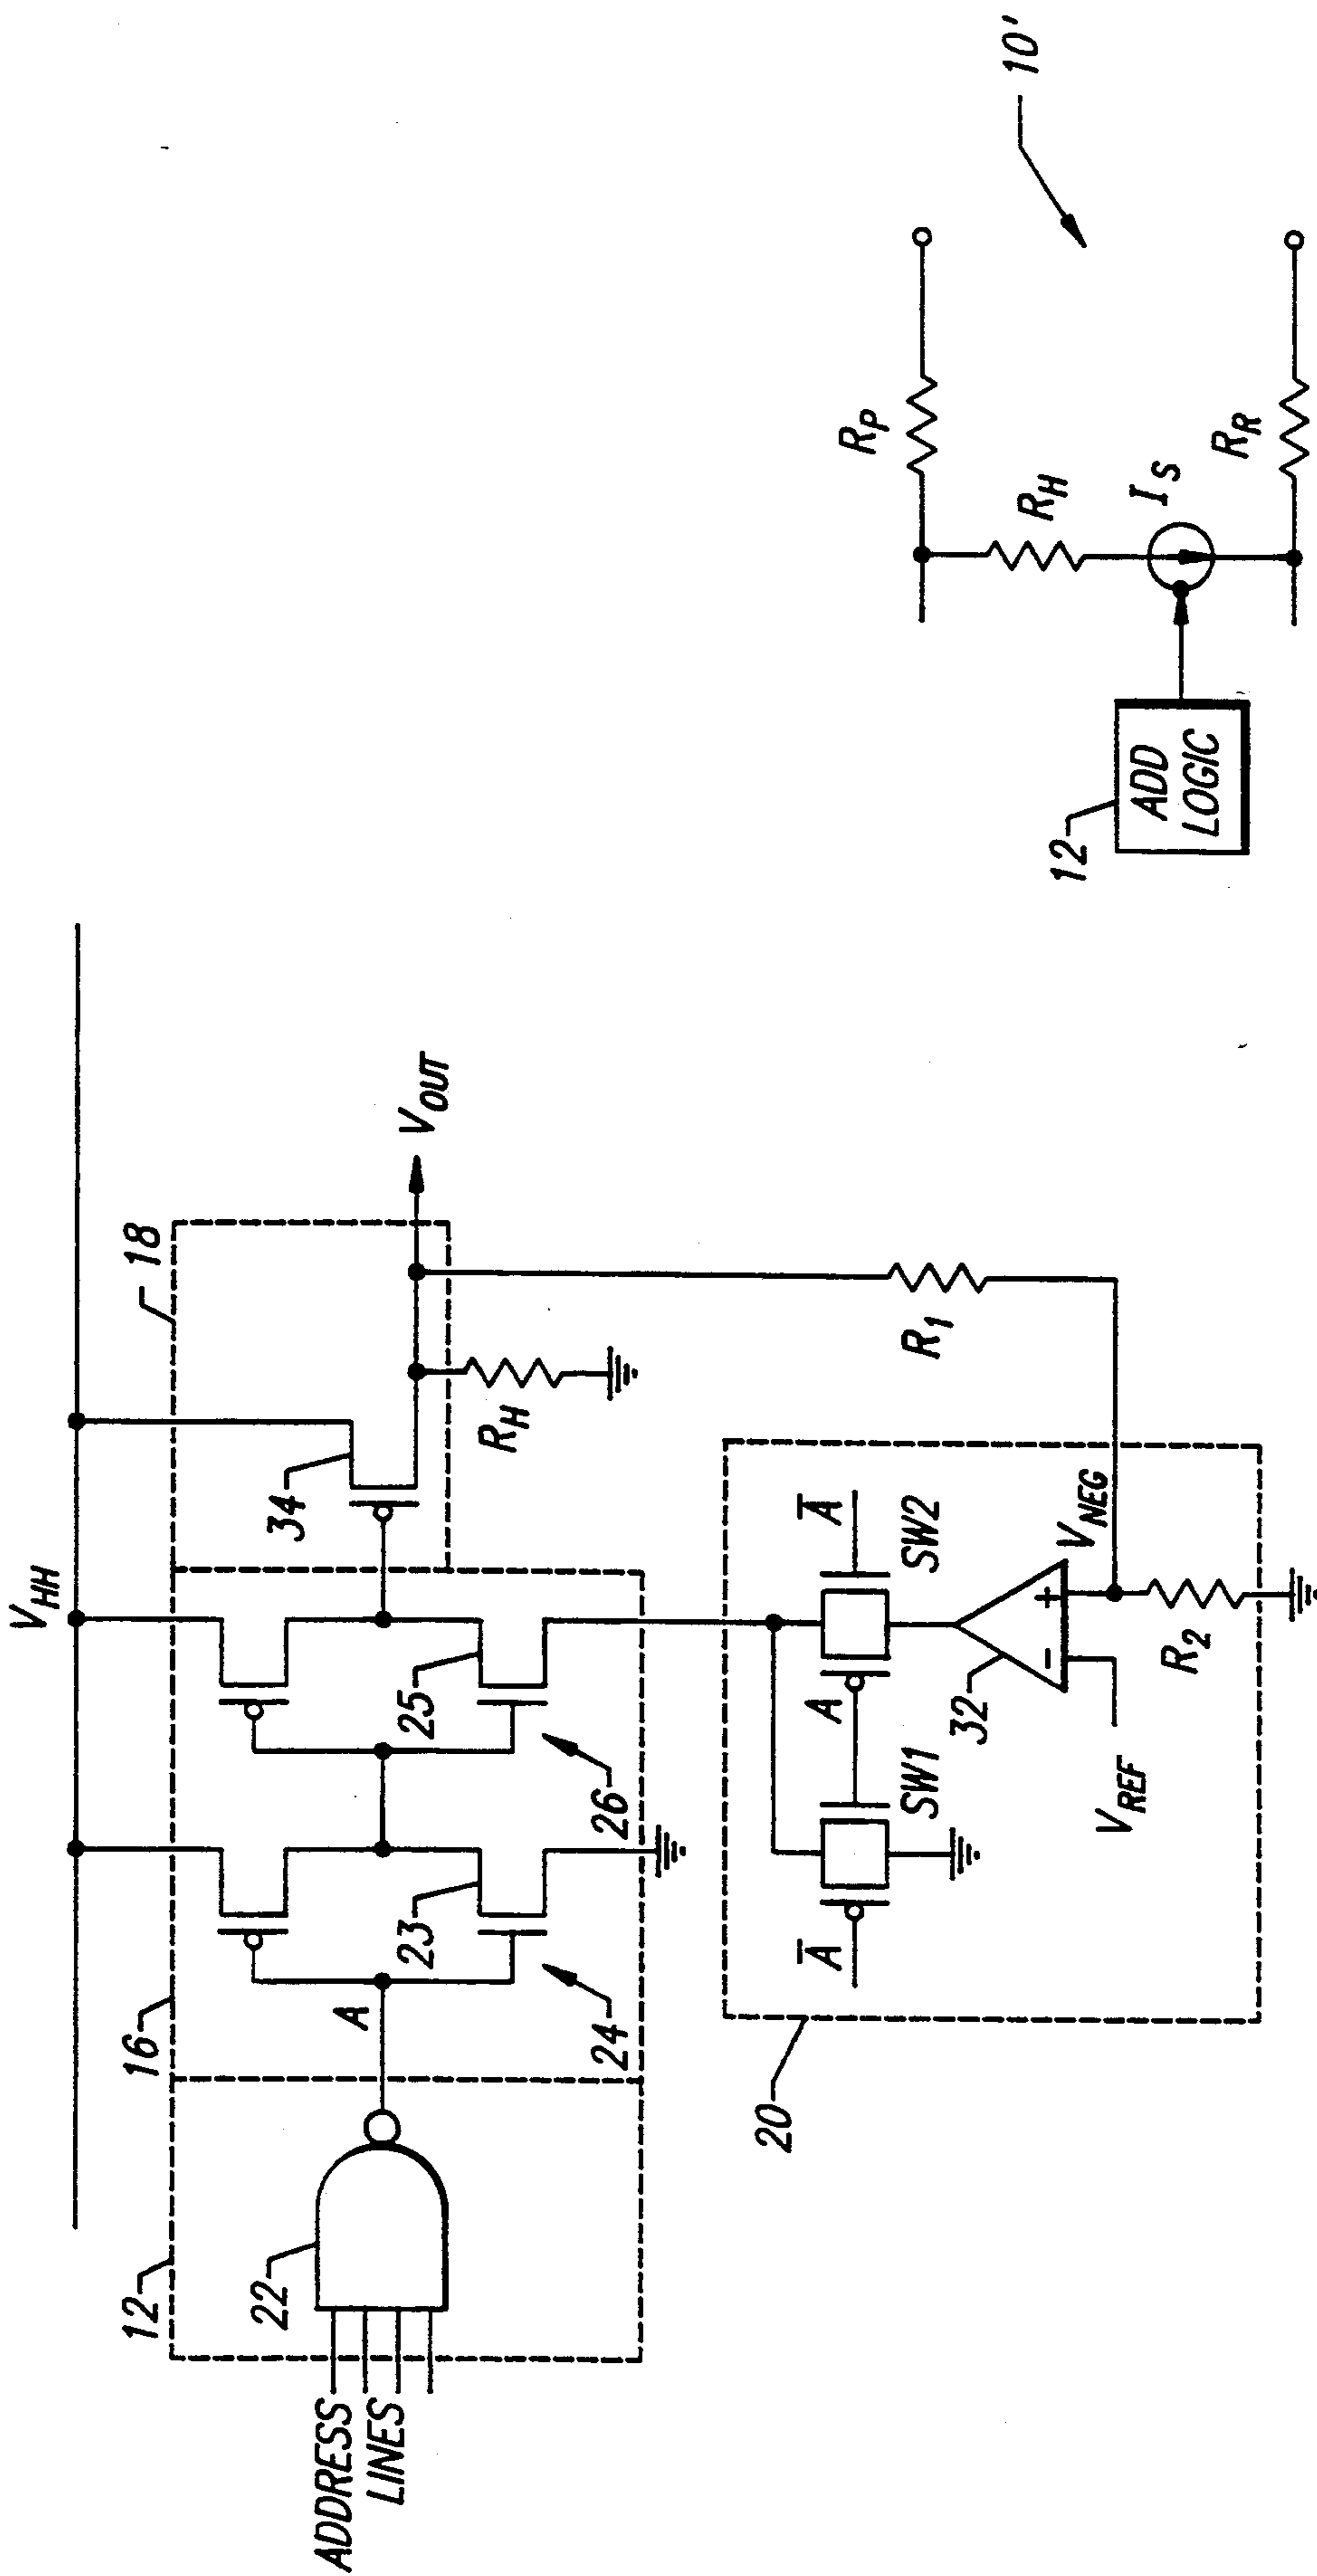 V_HH
12
16
18
ADDRESS
LINES
22
A
23
24
25
26
34
R_H
V_OUT
R_1
20
A̅
SW1
A
A̅
SW2
32
V_REF
V_NEG
- +
R_2
10'
R_P
R_H
I_S
R_R
12
ADD
LOGIC